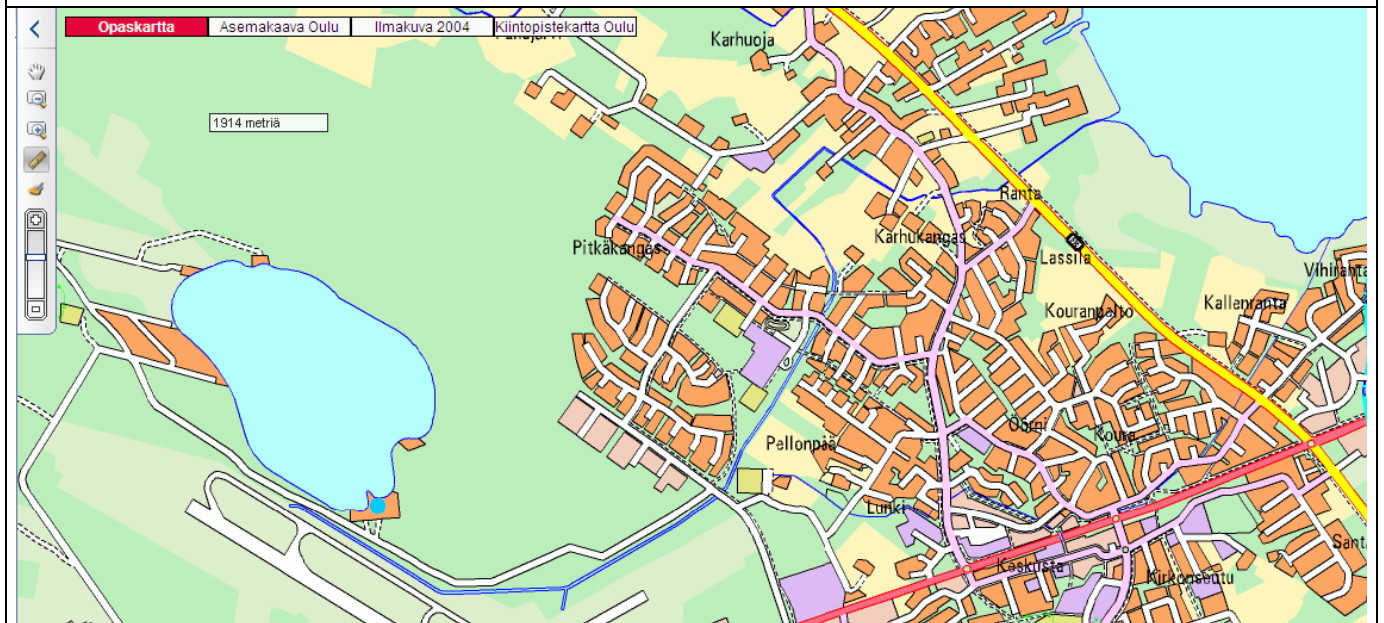 Opaskartta
Asemakaava Oulu
Ilmakuva 2004
Kiintopistekartta Oulu
Karhuoja
1914 metriä
Ranta
Karhukangas
Pitkäkangas
Lassila
Vihiranta
Kallenranta
Kouranpelto
Öörni
Koura
Pellonpää
Lunki
Keskusta
Kirkonseutu